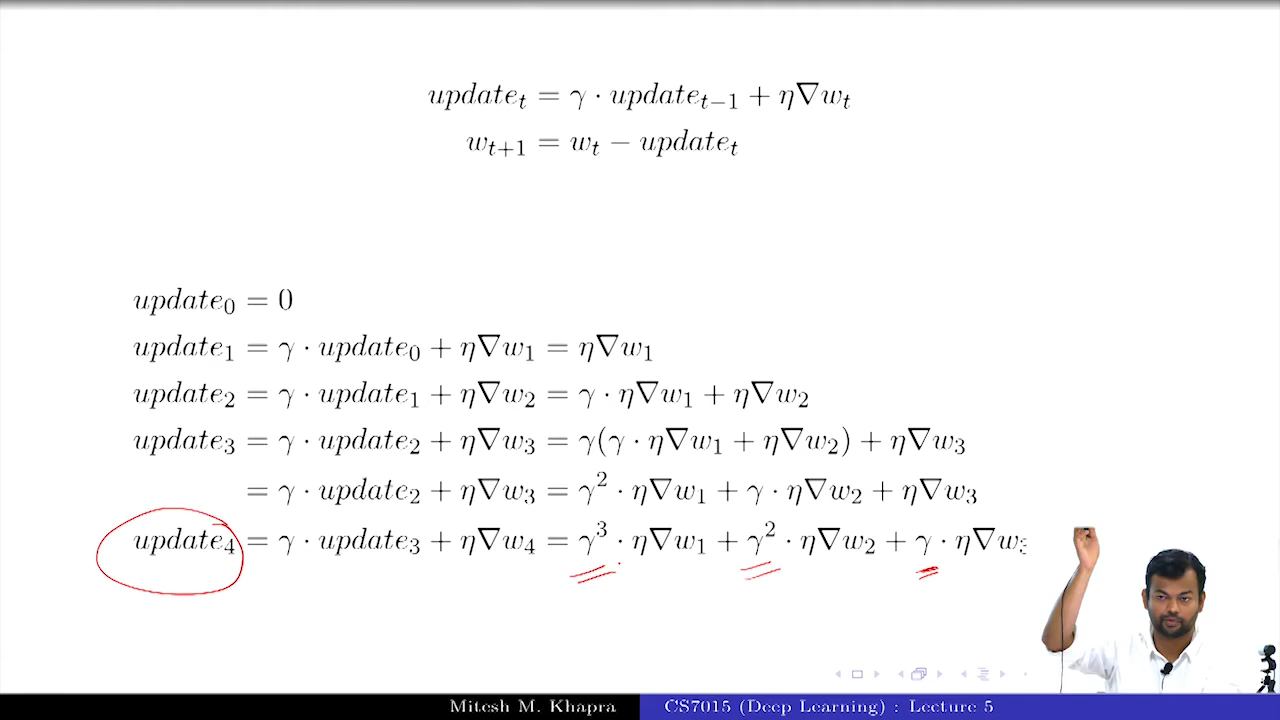 update_t = γ · update_{t−1} + η∇w_t
w_{t+1} = w_t − update_t
update_0 = 0
update_1 = γ · update_0 + η∇w_1 = η∇w_1
update_2 = γ · update_1 + η∇w_2 = γ · η∇w_1 + η∇w_2
update_3 = γ · update_2 + η∇w_3 = γ(γ · η∇w_1 + η∇w_2) + η∇w_3
= γ · update_2 + η∇w_3 = γ^2 · η∇w_1 + γ · η∇w_2 + η∇w_3
update_4 = γ · update_3 + η∇w_4 = γ^3 · η∇w_1 + γ^2 · η∇w_2 + γ · η∇w_3
Mitesh M. Khapra
CS7015 (Deep Learning) : Lecture 5